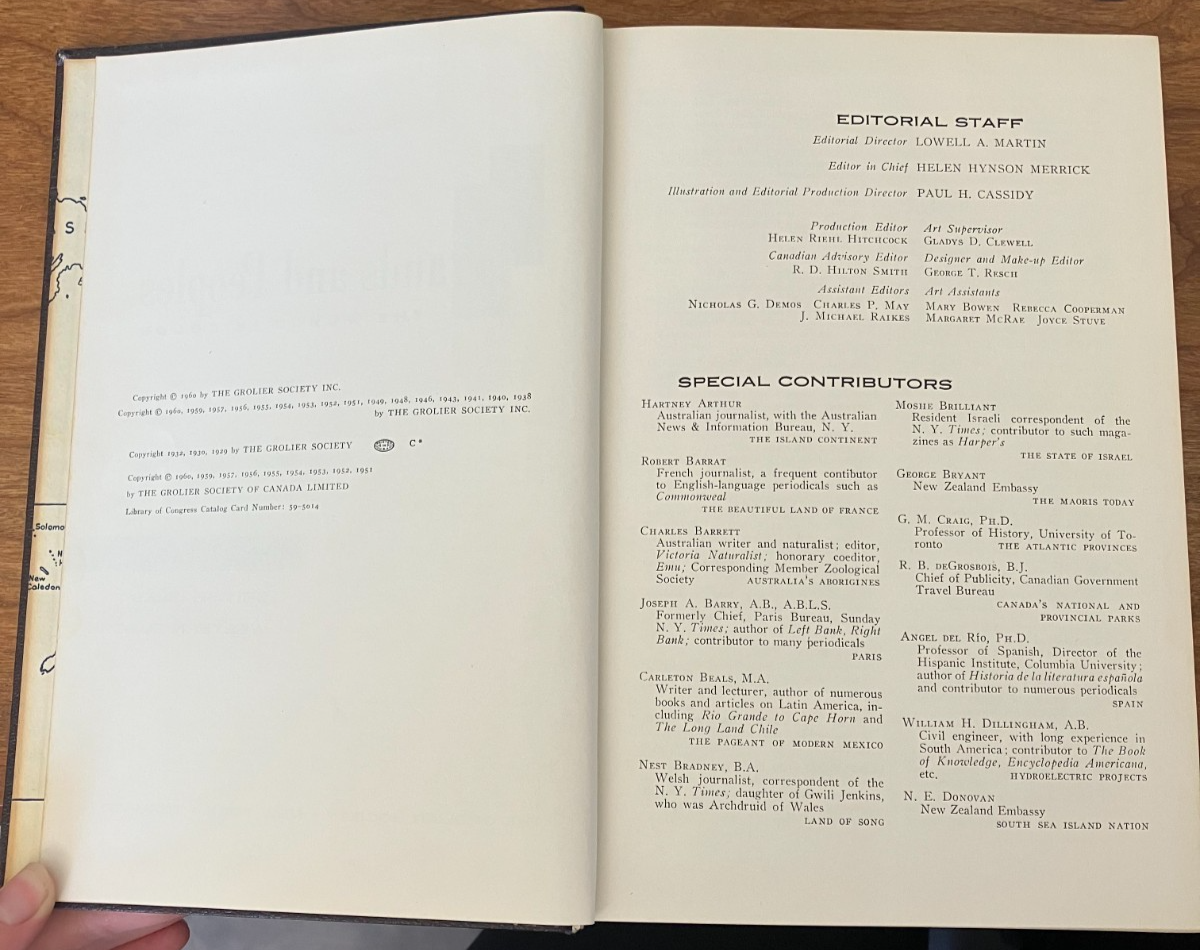 S
Solomo
New
Caledon
Copyright © 1960 by THE GROLIER SOCIETY INC.
Copyright © 1960, 1959, 1957, 1956, 1955, 1954, 1953, 1952, 1951, 1949, 1948, 1946, 1943, 1941, 1940, 1938
by THE GROLIER SOCIETY INC.
Copyright 1932, 1930, 1929 by THE GROLIER SOCIETY C*
Copyright © 1960, 1959, 1957, 1956, 1955, 1954, 1953, 1952, 1951
by THE GROLIER SOCIETY OF CANADA LIMITED
Library of Congress Catalog Card Number: 59-5014
EDITORIAL STAFF
Editorial Director LOWELL A. MARTIN
Editor in Chief HELEN HYNSON MERRICK
Illustration and Editorial Production Director PAUL H. CASSIDY
Production Editor Art Supervisor
HELEN RIEHL HITCHCOCK GLADYS D. CLEWELL
Canadian Advisory Editor Designer and Make-up Editor
R. D. HILTON SMITH GEORGE T. RESCH
Assistant Editors Art Assistants
NICHOLAS G. DEMOS CHARLES P. MAY MARY BOWEN REBECCA COOPERMAN
J. MICHAEL RAIKES MARGARET MCRAE JOYCE STUVE
SPECIAL CONTRIBUTORS
HARTNEY ARTHUR
Australian journalist, with the Australian
News & Information Bureau, N. Y.
THE ISLAND CONTINENT
ROBERT BARRAT
French journalist, a frequent contibutor
to English-language periodicals such as
Commonweal
THE BEAUTIFUL LAND OF FRANCE
CHARLES BARRETT
Australian writer and naturalist; editor,
Victoria Naturalist; honorary coeditor,
Emu; Corresponding Member Zoological
Society AUSTRALIA'S ABORIGINES
JOSEPH A. BARRY, A.B., A.B.L.S.
Formerly Chief, Paris Bureau, Sunday
N. Y. Times; author of Left Bank, Right
Bank; contributor to many periodicals
PARIS
CARLETON BEALS, M.A.
Writer and lecturer, author of numerous
books and articles on Latin America, in-
cluding Rio Grande to Cape Horn and
The Long Land Chile
THE PAGEANT OF MODERN MEXICO
NEST BRADNEY, B.A.
Welsh journalist, correspondent of the
N. Y. Times; daughter of Gwili Jenkins,
who was Archdruid of Wales
LAND OF SONG
MOSHE BRILLIANT
Resident Israeli correspondent of the
N. Y. Times; contributor to such maga-
zines as Harper's
THE STATE OF ISRAEL
GEORGE BRYANT
New Zealand Embassy
THE MAORIS TODAY
G. M. CRAIG, PH.D.
Professor of History, University of To-
ronto THE ATLANTIC PROVINCES
R. B. DEGROSBOIS, B.J.
Chief of Publicity, Canadian Government
Travel Bureau
CANADA'S NATIONAL AND
PROVINCIAL PARKS
ANGEL DEL RÍO, PH.D.
Professor of Spanish, Director of the
Hispanic Institute, Columbia University;
author of Historia de la literatura española
and contributor to numerous periodicals
SPAIN
WILLIAM H. DILLINGHAM, A.B.
Civil engineer, with long experience in
South America; contributor to The Book
of Knowledge, Encyclopedia Americana,
etc. HYDROELECTRIC PROJECTS
N. E. DONOVAN
New Zealand Embassy
SOUTH SEA ISLAND NATION